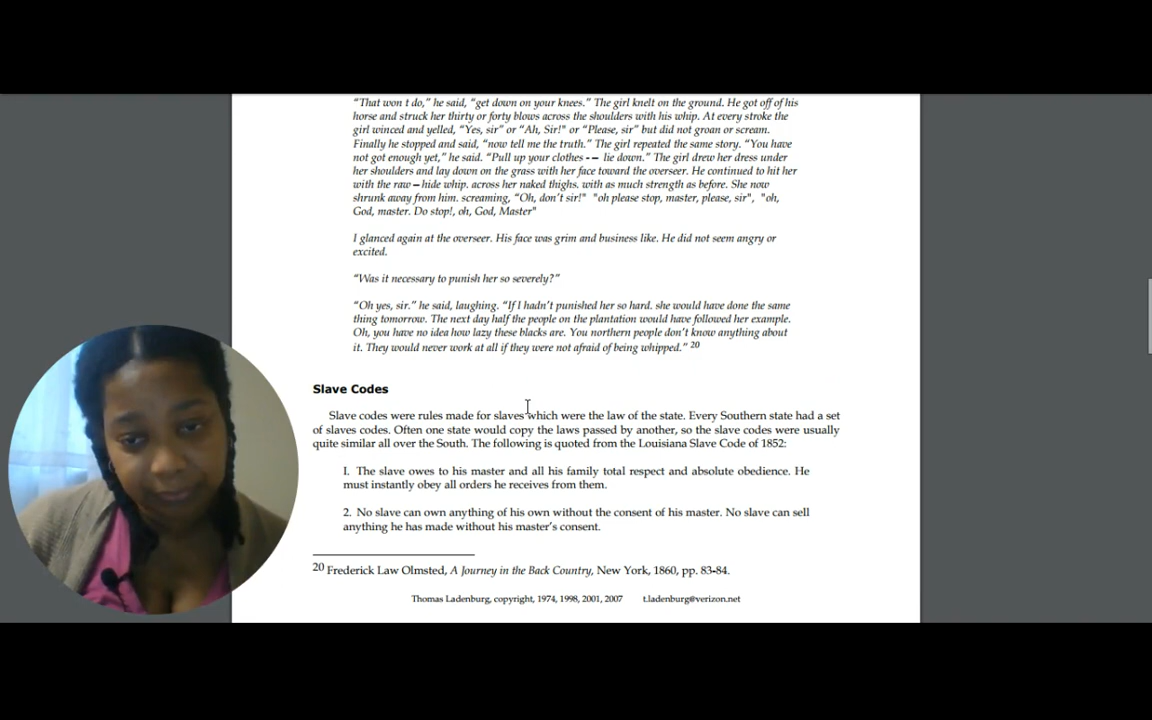 "That won t do," he said, "get down on your knees." The girl knelt on the ground. He got off of his
horse and struck her thirty or forty blows across the shoulders with his whip. At every stroke the
girl winced and yelled, "Yes, sir" or "Ah, Sir!" or "Please, sir" but did not groan or scream.
Finally he stopped and said, "now tell me the truth." The girl repeated the same story. "You have
not got enough yet," he said. "Pull up your clothes -— lie down." The girl drew her dress under
her shoulders and lay down on the grass with her face toward the overseer. He continued to hit her
with the raw—hide whip. across her naked thighs. with as much strength as before. She now
shrunk away from him. screaming, "Oh, don't sir!" "oh please stop, master, please, sir", "oh,
God, master. Do stop!, oh, God, Master"
I glanced again at the overseer. His face was grim and business like. He did not seem angry or
excited.
"Was it necessary to punish her so severely?"
"Oh yes, sir." he said, laughing. "If I hadn't punished her so hard. she would have done the same
thing tomorrow. The next day half the people on the plantation would have followed her example.
Oh, you have no idea how lazy these blacks are. You northern people don't know anything about
it. They would never work at all if they were not afraid of being whipped." 20
Slave Codes
Slave codes were rules made for slaves which were the law of the state. Every Southern state had a set
of slaves codes. Often one state would copy the laws passed by another, so the slave codes were usually
quite similar all over the South. The following is quoted from the Louisiana Slave Code of 1852:
I. The slave owes to his master and all his family total respect and absolute obedience. He
must instantly obey all orders he receives from them.
2. No slave can own anything of his own without the consent of his master. No slave can sell
anything he has made without his master's consent.
20 Frederick Law Olmsted, A Journey in the Back Country, New York, 1860, pp. 83-84.
Thomas Ladenburg, copyright, 1974, 1998, 2001, 2007 t.ladenburg@verizon.net